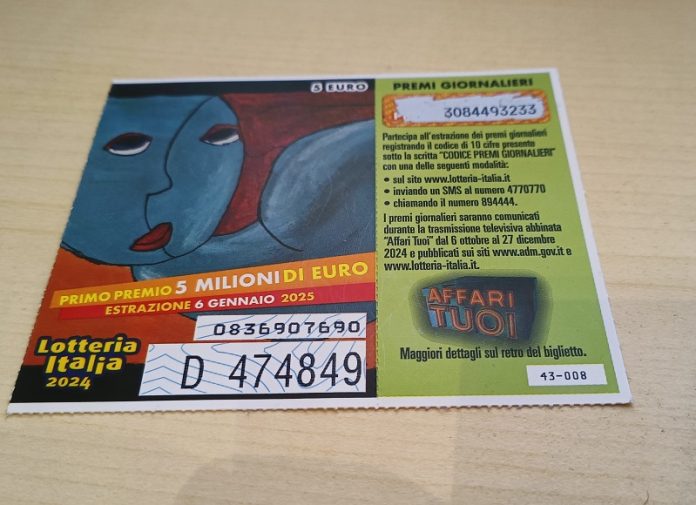 5 EURO
PRIMO PREMIO 5 MILIONI DI EURO
ESTRAZIONE 6 GENNAIO 2025
0836907690
Lotteria
Italia
2024
D 474849
PREMI GIORNALIERI
3084493233
Partecipa all'estrazione dei premi giornalieri
registrando il codice di 10 cifre presente
sotto la scritta "CODICE PREMI GIORNALIERI"
con una delle seguenti modalità:
• sul sito www.lotteria-italia.it
• inviando un SMS al numero 4770770
• chiamando il numero 894444.
I premi giornalieri saranno comunicati
durante la trasmissione televisiva abbinata
"Affari Tuoi" dal 6 ottobre al 27 dicembre
2024 e pubblicati sui siti www.adm.gov.it e
www.lotteria-italia.it.
AFFARI
TUOI
Maggiori dettagli sul retro del biglietto.
43-008